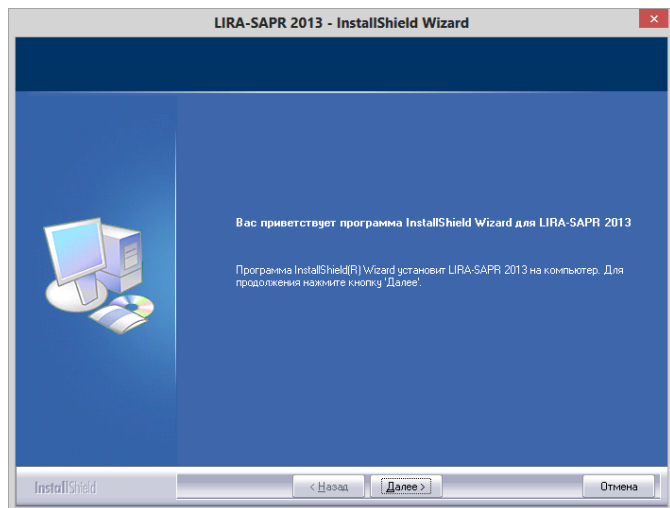 LIRA-SAPR 2013 - InstallShield Wizard
Вас приветствует программа InstallShield Wizard для LIRA-SAPR 2013
Программа InstallShield(R) Wizard установит LIRA-SAPR 2013 на компьютер. Для
продолжения нажмите кнопку 'Далее'.
InstallShield
< Назад
Далее >
Отмена